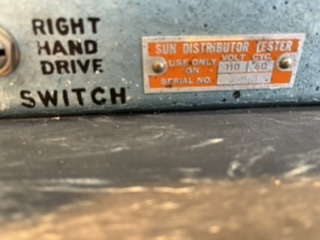 RIGHT
HAND
DRIVE
SWITCH
SUN DISTRIBUTOR TESTER
USE ONLY VOLT CYC.
ON 110 60
SERIAL NO.